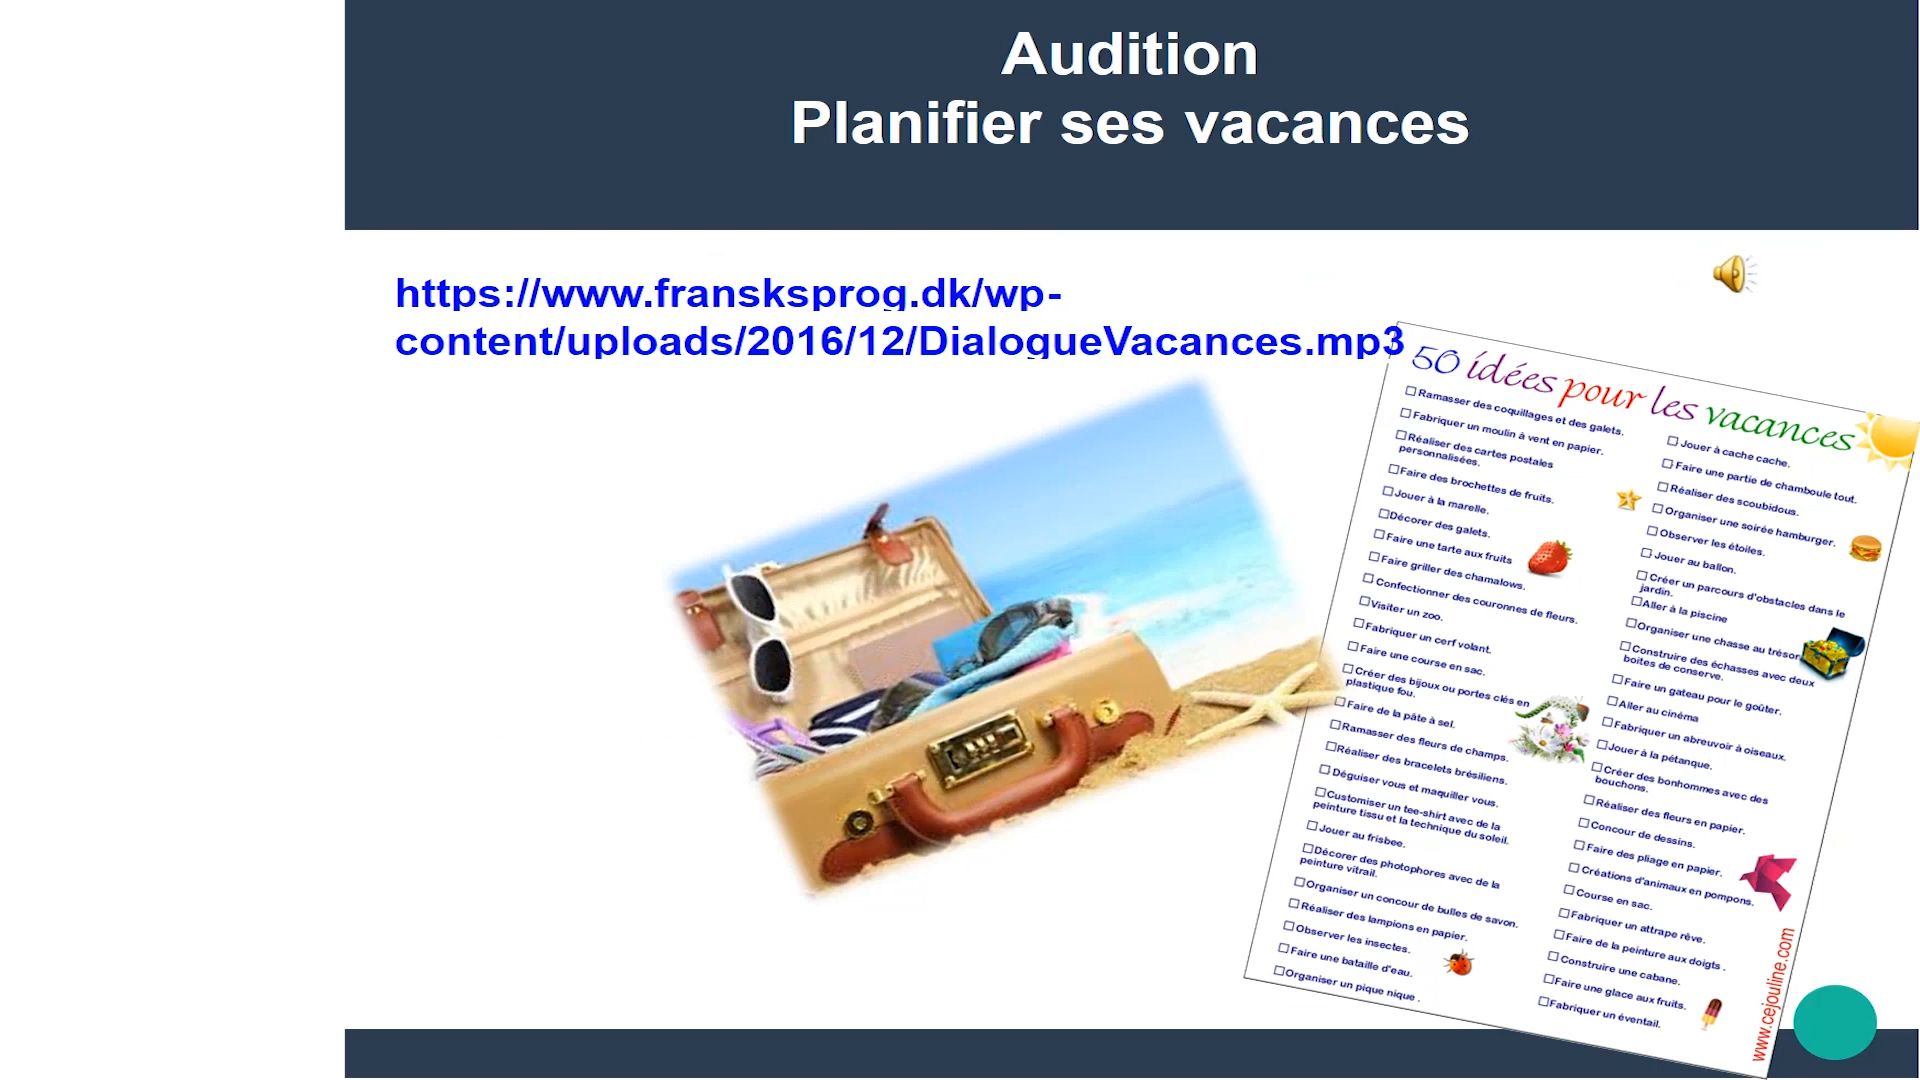 Audition
Planifier ses vacances
https://www.fransksprog.dk/wp-
content/uploads/2016/12/DialogueVacances.mp3
50 idées pour les vacances
Ramasser des coquillages et des galets.
Fabriquer un moulin à vent en papier.
Réaliser des cartes postales
personnalisées.
Faire des brochettes de fruits.
Jouer à la marelle.
Décorer des galets.
Faire une tarte aux fruits
Faire griller des chamalows.
Confectionner des couronnes de fleurs.
Visiter un zoo.
Fabriquer un cerf volant.
Faire une course en sac.
Créer des bijoux ou portes clés en
plastique fou.
Faire de la pâte à sel.
Ramasser des fleurs de champs.
Réaliser des bracelets brésiliens.
Déguiser vous et maquiller vous.
Customiser un tee-shirt avec de la
peinture tissu et la technique du soleil.
Jouer au frisbee.
Décorer des photophores avec de la
peinture vitrail.
Organiser un concour de bulles de savon.
Réaliser des lampions en papier.
Observer les insectes.
Faire une bataille d'eau.
Organiser un pique nique .
Jouer à cache cache.
Faire une partie de chamboule tout.
Réaliser des scoubidous.
Organiser une soirée hamburger.
Observer les étoiles.
Jouer au ballon.
Créer un parcours d'obstacles dans le
jardin.
Aller à la piscine
Organiser une chasse au trésor
Construire des échasses avec deux
boites de conserve.
Faire un gateau pour le goûter.
Aller au cinéma
Fabriquer un abreuvoir à oiseaux.
Jouer à la pétanque.
Créer des bonhommes avec des
bouchons.
Réaliser des fleurs en papier.
Concour de dessins.
Faire des pliage en papier.
Créations d'animaux en pompons.
Course en sac.
Fabriquer un attrape rêve.
Faire de la peinture aux doigts .
Construire une cabane.
Faire une glace aux fruits.
Fabriquer un éventail.
www.cejouline.com